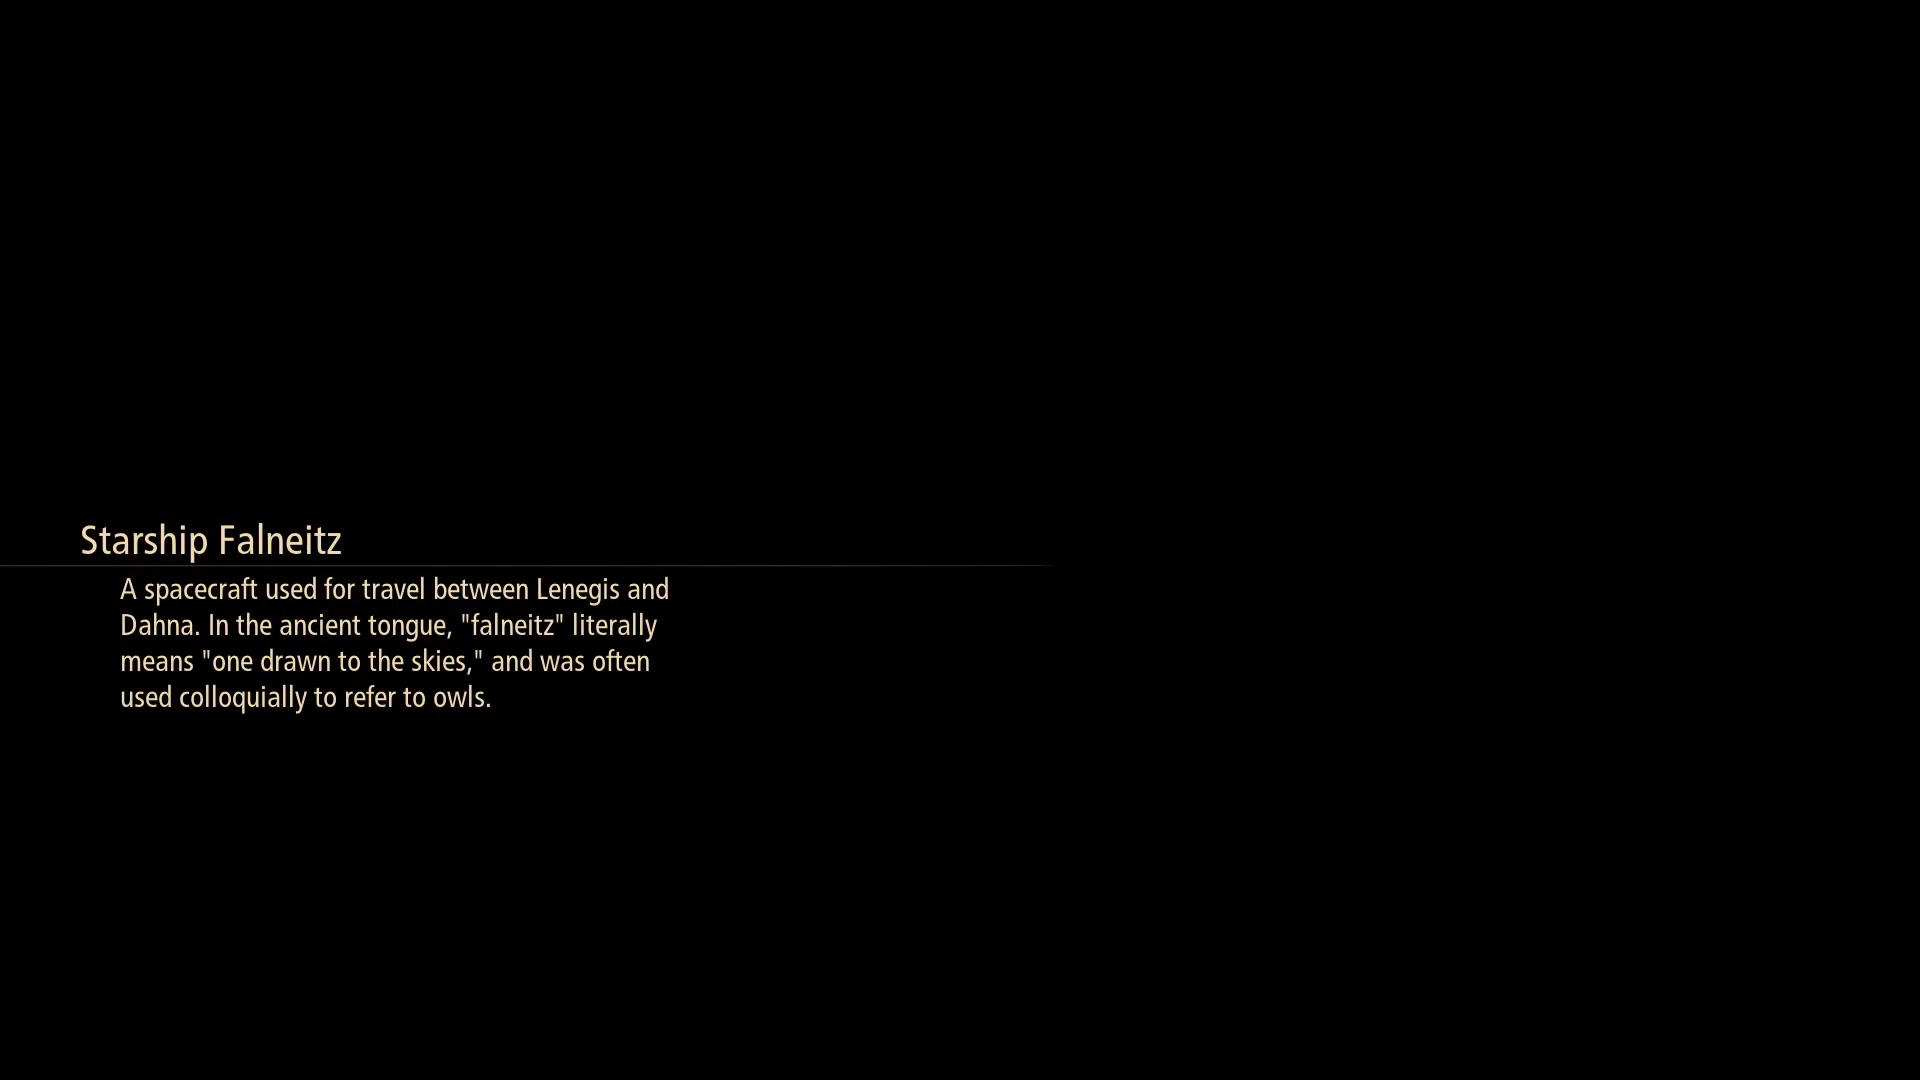 Starship Falneitz
A spacecraft used for travel between Lenegis and
Dahna. In the ancient tongue, "falneitz" literally
means "one drawn to the skies," and was often
used colloquially to refer to owls.